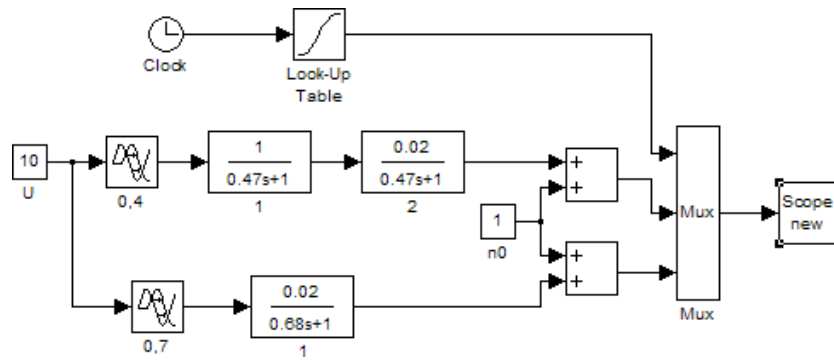 Clock
Look-Up
Table
10
U
0,4
1
0.47s+1
1
0.02
0.47s+1
2
+
+
1
n0
+
+
Mux
Mux
Scope
new
0,7
0.02
0.68s+1
1